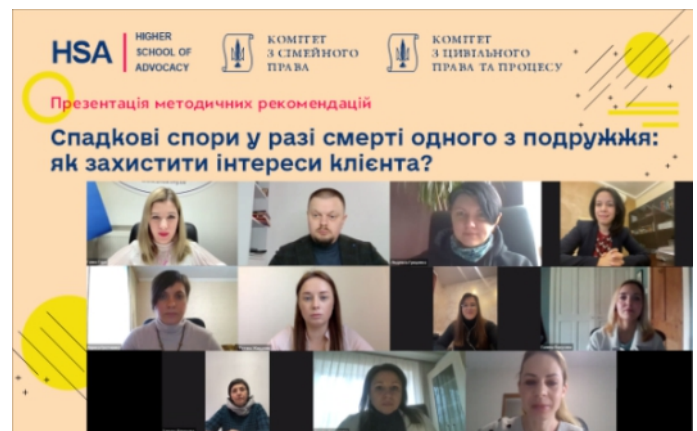 HSA
HIGHER
SCHOOL OF
ADVOCACY
КОМІТЕТ
З СІМЕЙНОГО
ПРАВА
КОМІТЕТ
З ЦИВІЛЬНОГО
ПРАВА ТА ПРОЦЕСУ
Презентація методичних рекомендацій
Спадкові спори у разі смерті одного з подружжя:
як захистити інтереси клієнта?